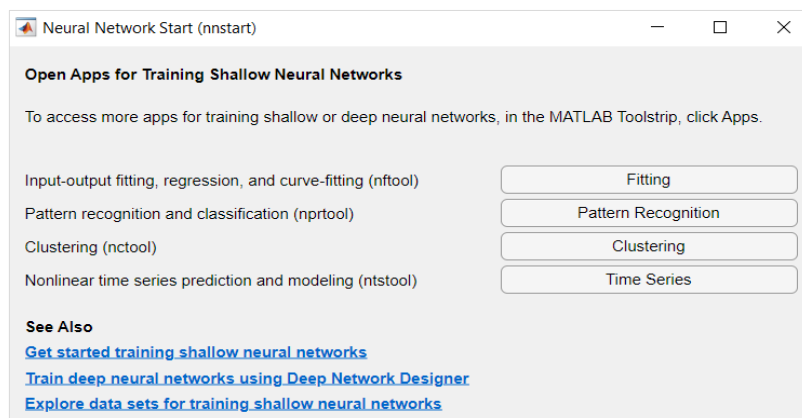 Neural Network Start (nnstart)
Open Apps for Training Shallow Neural Networks
To access more apps for training shallow or deep neural networks, in the MATLAB Toolstrip, click Apps.
Input-output fitting, regression, and curve-fitting (nftool) Fitting
Pattern recognition and classification (nprtool) Pattern Recognition
Clustering (nctool) Clustering
Nonlinear time series prediction and modeling (ntstool) Time Series
See Also
Get started training shallow neural networks
Train deep neural networks using Deep Network Designer
Explore data sets for training shallow neural networks